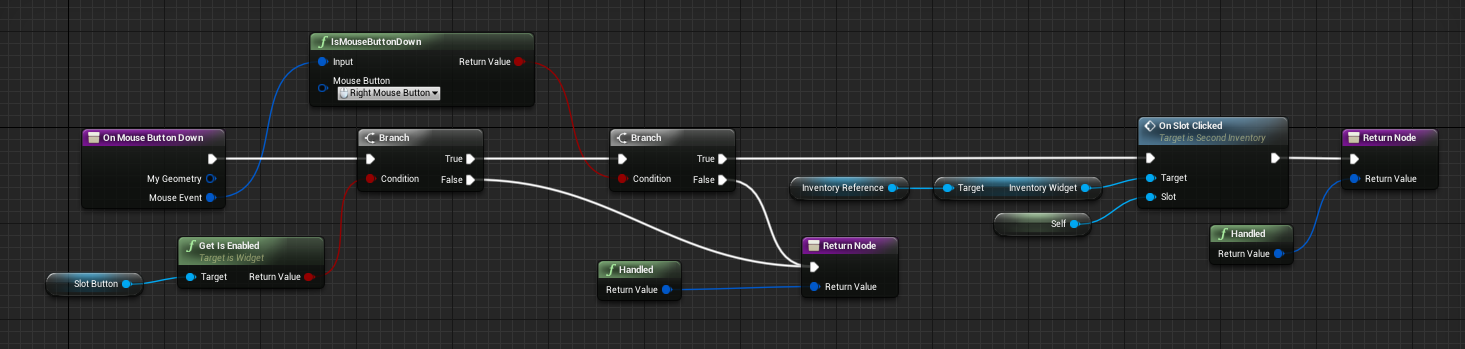 IsMouseButtonDown
Input
Return Value
Mouse Button
Right Mouse Button
On Mouse Button Down
My Geometry
Mouse Event
Branch
True
Condition
False
Branch
True
Condition
False
On Slot Clicked
Target is Second Inventory
Target
Slot
Return Node
Return Value
Inventory Reference
Target
Inventory Widget
Self
Get Is Enabled
Target is Widget
Target
Return Value
Slot Button
Handled
Return Value
Return Node
Return Value
Handled
Return Value